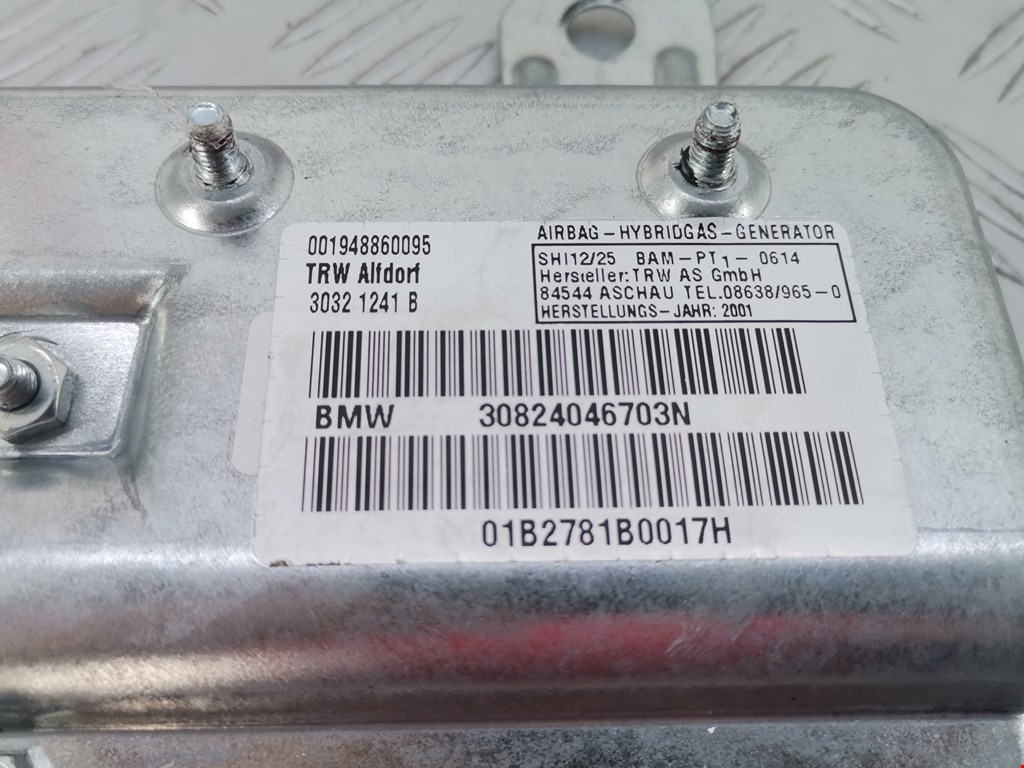 001948860095
TRW Alfdorf
3032 1241 B
AIRBAG-HYBRIDGAS-GENERATOR
SHI12/25 BAM-PT1- 0614
Hersteller: TRW AS GmbH
84544 ASCHAU TEL.08638/965-0
HERSTELLUNGS-JAHR: 2001
BMW 30824046703N
01B2781B0017H